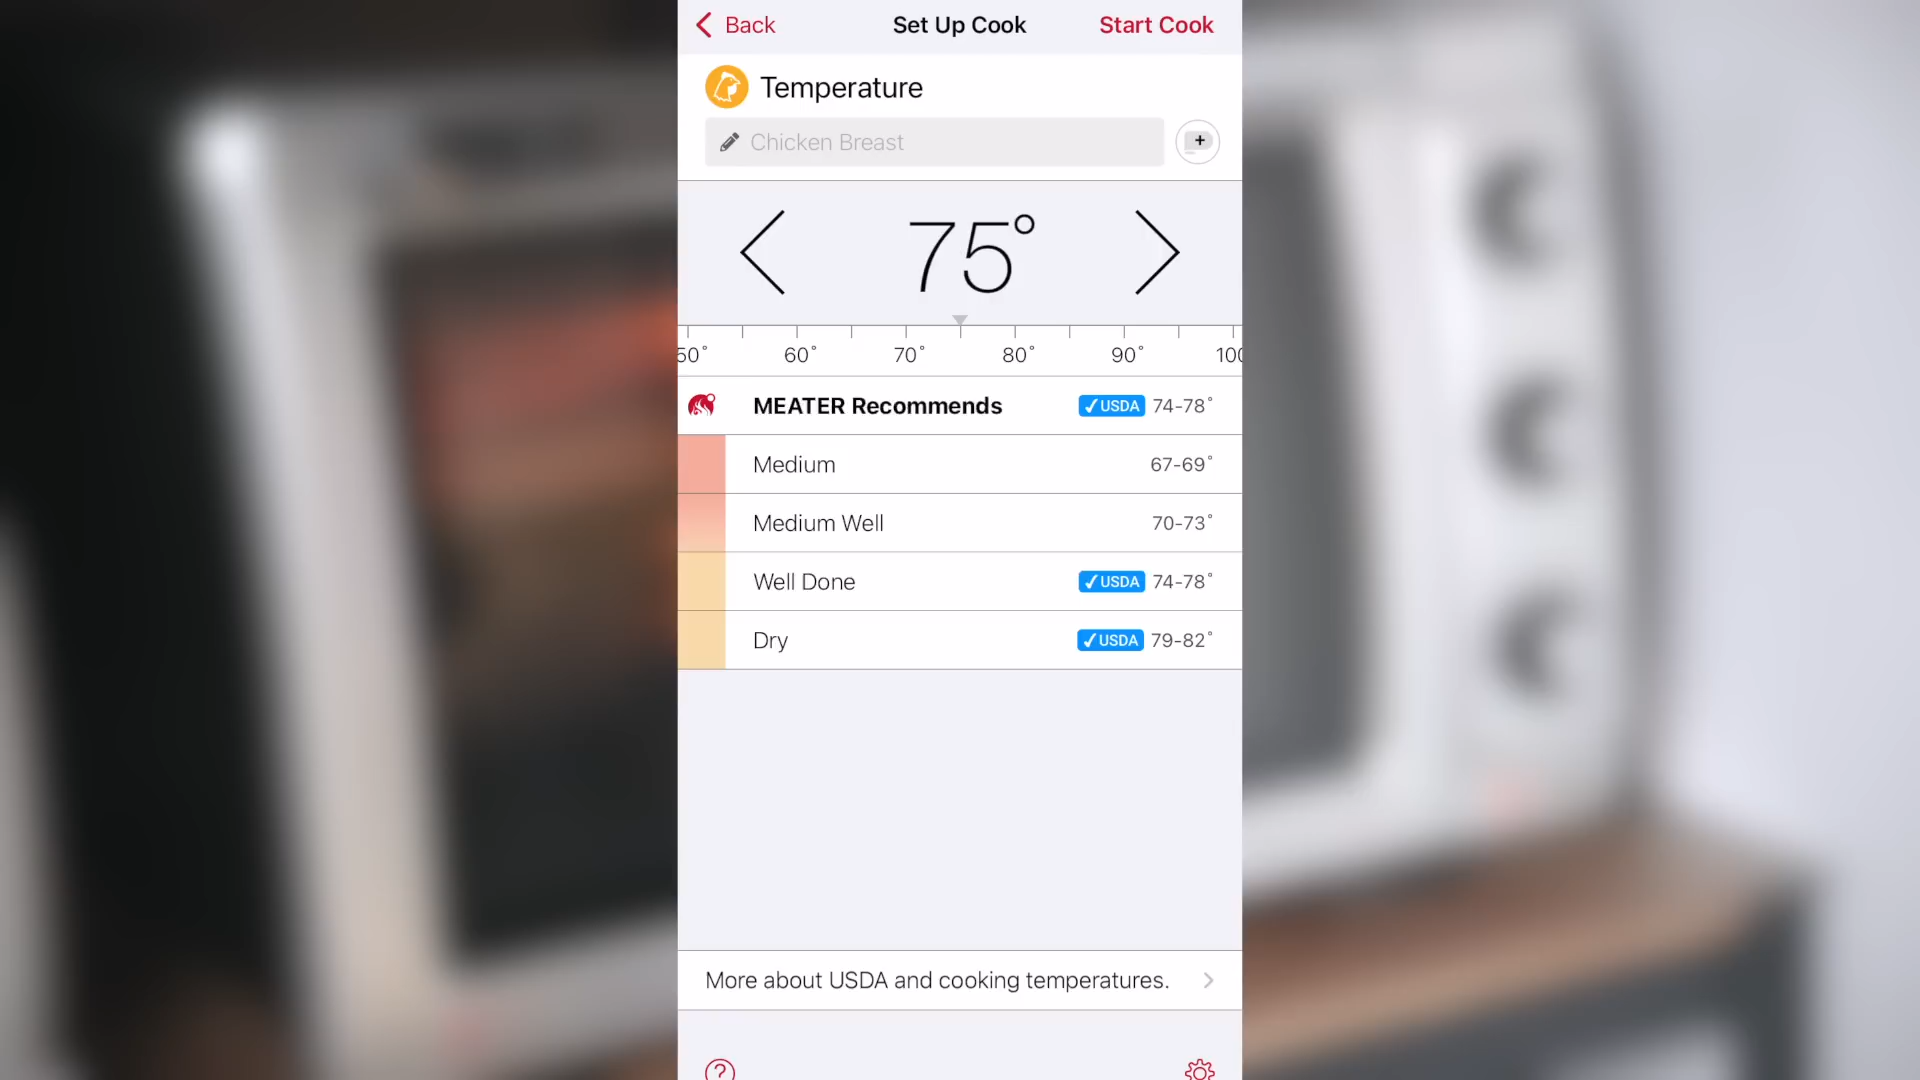 Back Set Up Cook Start Cook
Temperature
Chicken Breast
75°
50° 60° 70° 80° 90° 100
MEATER Recommends ✓USDA 74-78°
Medium 67-69°
Medium Well 70-73°
Well Done ✓USDA 74-78°
Dry ✓USDA 79-82°
More about USDA and cooking temperatures.